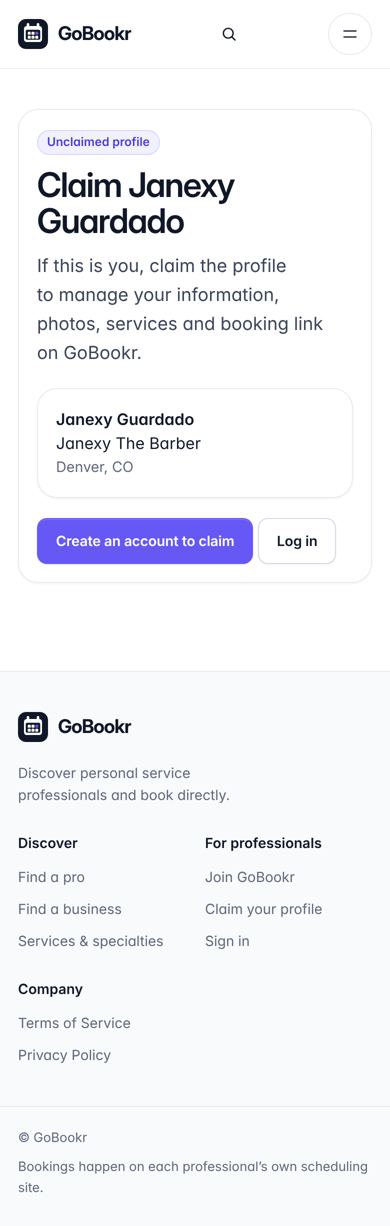 GoBookr
Unclaimed profile
Claim Janexy
Guardado
If this is you, claim the profile
to manage your information,
photos, services and booking link
on GoBookr.
Janexy Guardado
Janexy The Barber
Denver, CO
Create an account to claim
Log in
GoBookr
Discover personal service
professionals and book directly.
Discover
Find a pro
Find a business
Services & specialties
For professionals
Join GoBookr
Claim your profile
Sign in
Company
Terms of Service
Privacy Policy
© GoBookr
Bookings happen on each professional’s own scheduling
site.